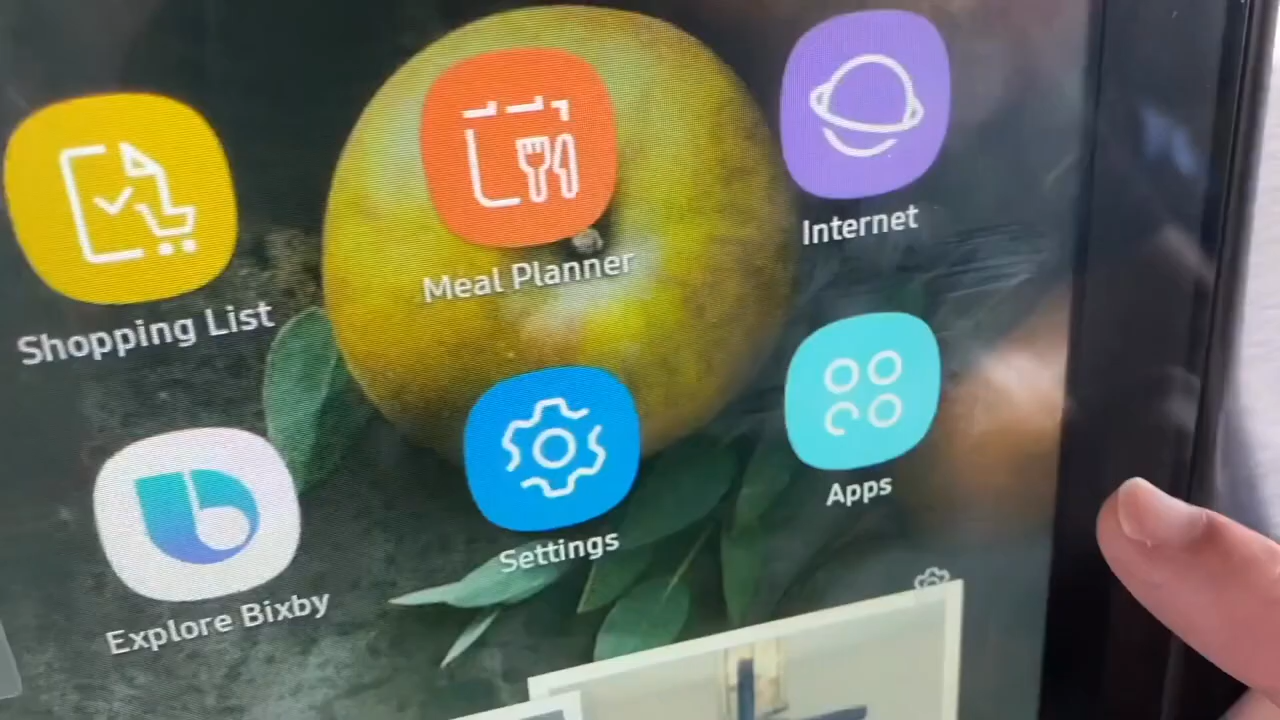 Shopping List
Meal Planner
Internet
Explore Bixby
Settings
Apps